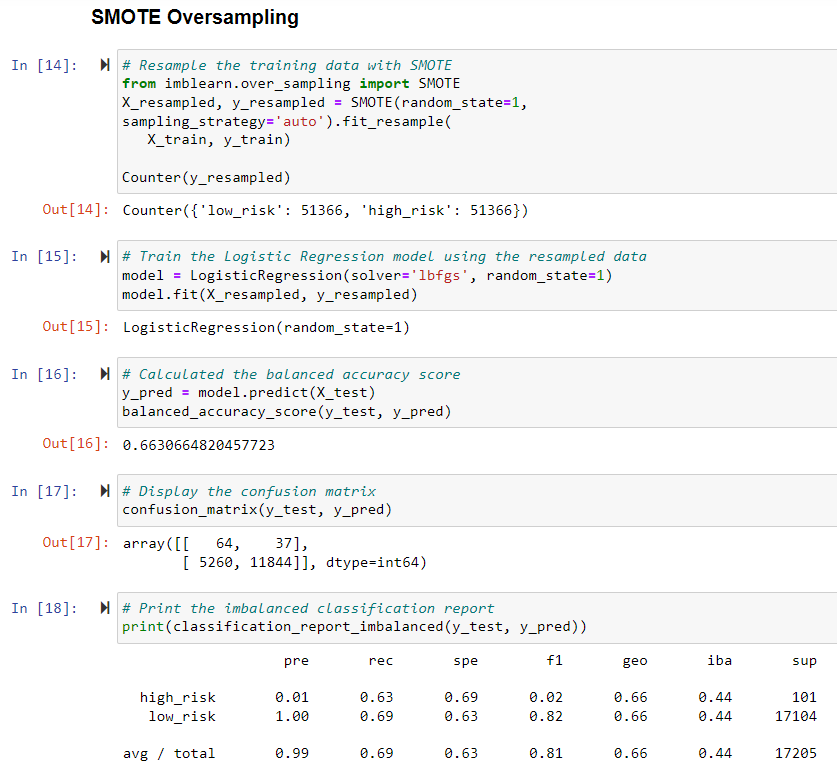 SMOTE Oversampling
In [14]: # Resample the training data with SMOTE
from imblearn.over_sampling import SMOTE
X_resampled, y_resampled = SMOTE(random_state=1,
sampling_strategy='auto').fit_resample(
   X_train, y_train)
Counter(y_resampled)
Out[14]: Counter({'low_risk': 51366, 'high_risk': 51366})
In [15]: # Train the Logistic Regression model using the resampled data
model = LogisticRegression(solver='lbfgs', random_state=1)
model.fit(X_resampled, y_resampled)
Out[15]: LogisticRegression(random_state=1)
In [16]: # Calculated the balanced accuracy score
y_pred = model.predict(X_test)
balanced_accuracy_score(y_test, y_pred)
Out[16]: 0.6630664820457723
In [17]: # Display the confusion matrix
confusion_matrix(y_test, y_pred)
Out[17]: array([[   64,    37],
       [ 5260, 11844]], dtype=int64)
In [18]: # Print the imbalanced classification report
print(classification_report_imbalanced(y_test, y_pred))
pre rec spe f1 geo iba sup
high_risk 0.01 0.63 0.69 0.02 0.66 0.44 101
low_risk 1.00 0.69 0.63 0.82 0.66 0.44 17104
avg / total 0.99 0.69 0.63 0.81 0.66 0.44 17205